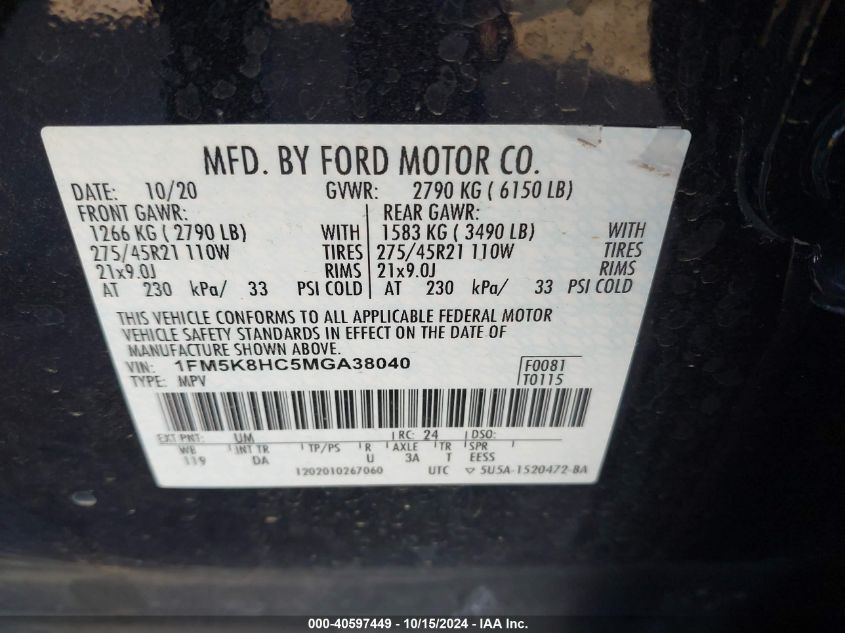 MFD. BY FORD MOTOR CO.
DATE: 10/20 GVWR: 2790 KG ( 6150 LB)
FRONT GAWR: REAR GAWR:
1266 KG ( 2790 LB) WITH 1583 KG ( 3490 LB) WITH
275/45R21 110W TIRES 275/45R21 110W TIRES
21x9.0J RIMS 21x9.0J RIMS
AT 230 kPa/ 33 PSI COLD AT 230 kPa/ 33 PSI COLD
THIS VEHICLE CONFORMS TO ALL APPLICABLE FEDERAL MOTOR
VEHICLE SAFETY STANDARDS IN EFFECT ON THE DATE OF
MANUFACTURE SHOWN ABOVE.
VIN: 1FM5K8HC5MGA38040 F0081
TYPE: MPV T0115
EXT PNT: UM RC: 24 DSO:
WB INT TR TP/PS R AXLE TR SPR
119 DA U 3A T EESS
1202010267060 UTC ▽ 5U5A-1520472-BA
000-40597449 - 10/15/2024 - IAA Inc.